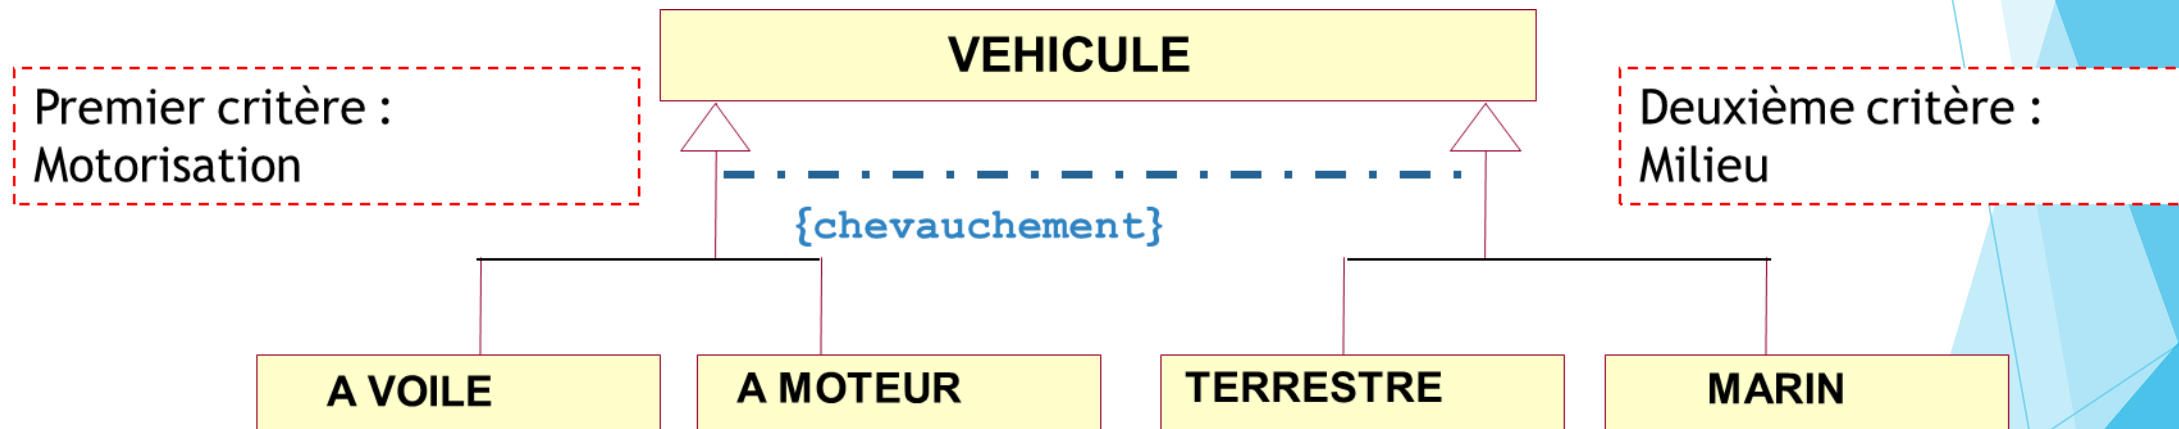 VEHICULE
Premier critère :
Motorisation
Deuxième critère :
Milieu
{chevauchement}
A VOILE
A MOTEUR
TERRESTRE
MARIN